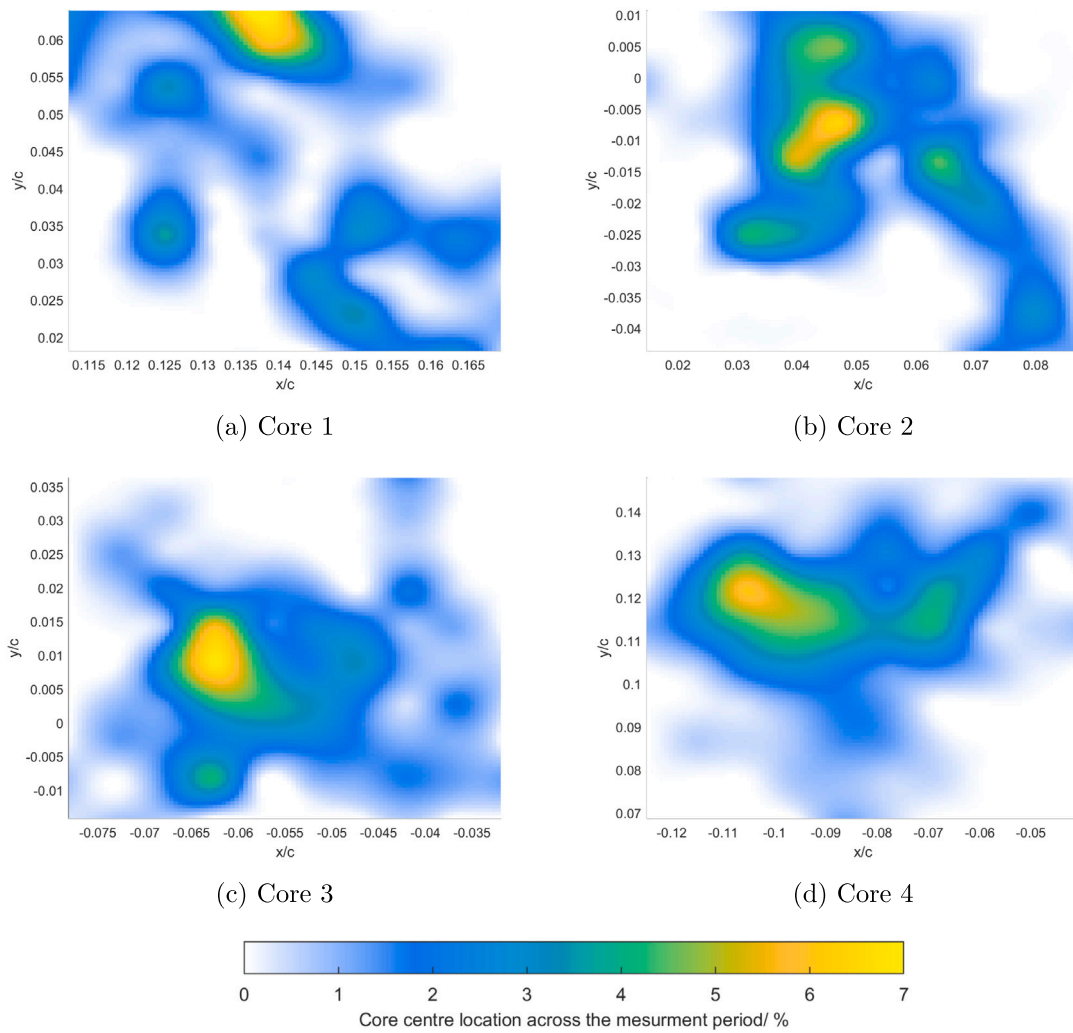 0.06
0.055
0.05
0.045
0.04
0.035
0.03
0.025
0.02
y/c
0.115 0.12 0.125 0.13 0.135 0.14 0.145 0.15 0.155 0.16 0.165
x/c
(a) Core 1
0.01
0.005
0
-0.005
-0.01
-0.015
-0.02
-0.025
-0.03
-0.035
-0.04
y/c
0.02 0.03 0.04 0.05 0.06 0.07 0.08
x/c
(b) Core 2
0.035
0.03
0.025
0.02
0.015
0.01
0.005
0
-0.005
-0.01
y/c
-0.075 -0.07 -0.065 -0.06 -0.055 -0.05 -0.045 -0.04 -0.035
x/c
(c) Core 3
0.14
0.13
0.12
0.11
0.1
0.09
0.08
0.07
y/c
-0.12 -0.11 -0.1 -0.09 -0.08 -0.07 -0.06 -0.05
x/c
(d) Core 4
0 1 2 3 4 5 6 7
Core centre location across the mesurment period/ %